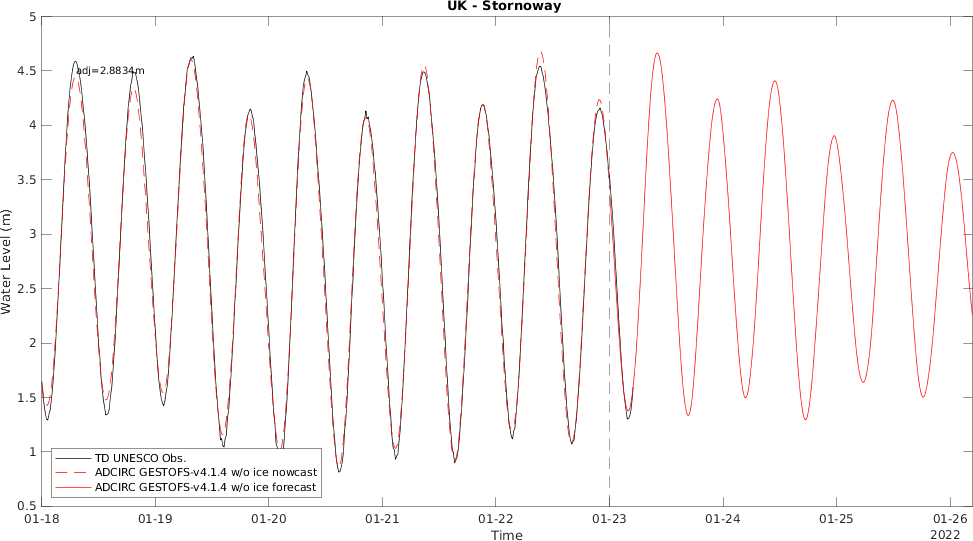 UK - Stornoway
5
4.5
4
3.5
3
2.5
2
1.5
1
0.5
Water Level (m)
adj=2.8834m
TD UNESCO Obs.
ADCIRC GESTOFS-v4.1.4 w/o ice nowcast
ADCIRC GESTOFS-v4.1.4 w/o ice forecast
01-18 01-19 01-20 01-21 01-22 01-23 01-24 01-25 01-26
Time
2022